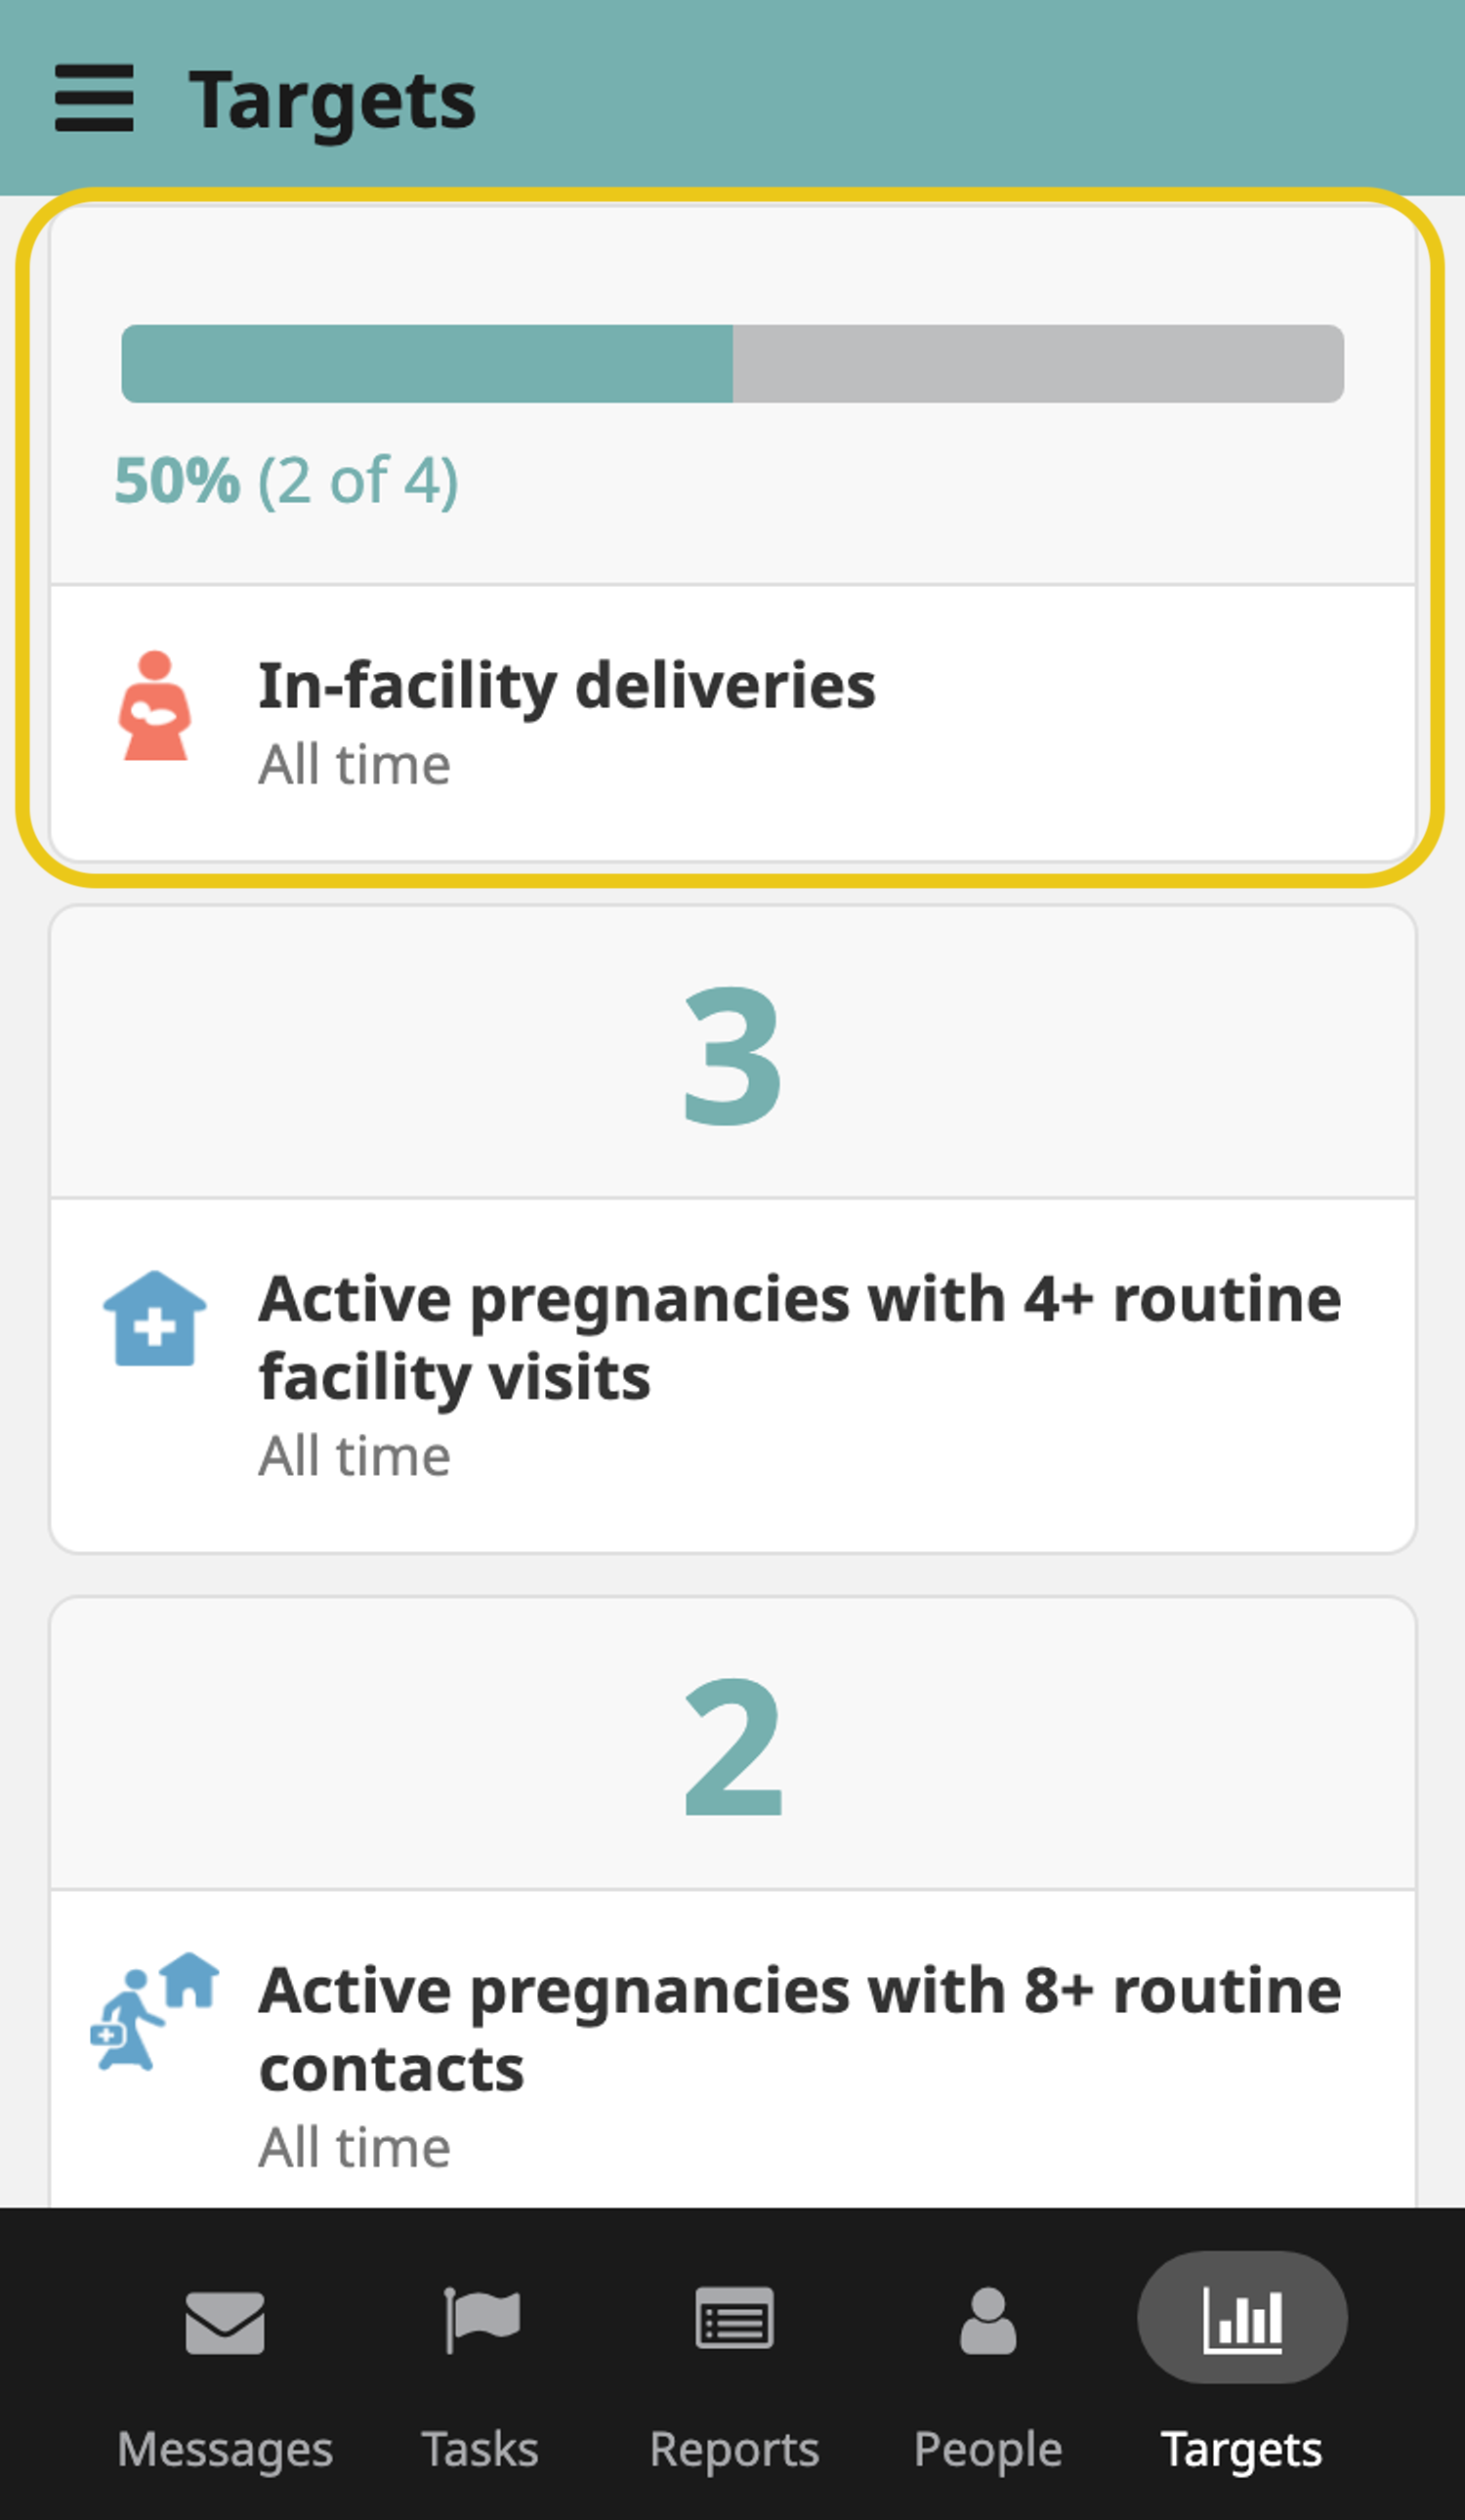 Targets
50% (2 of 4)
In-facility deliveries
All time
3
Active pregnancies with 4+ routine
facility visits
All time
2
Active pregnancies with 8+ routine
contacts
All time
Messages Tasks Reports People Targets